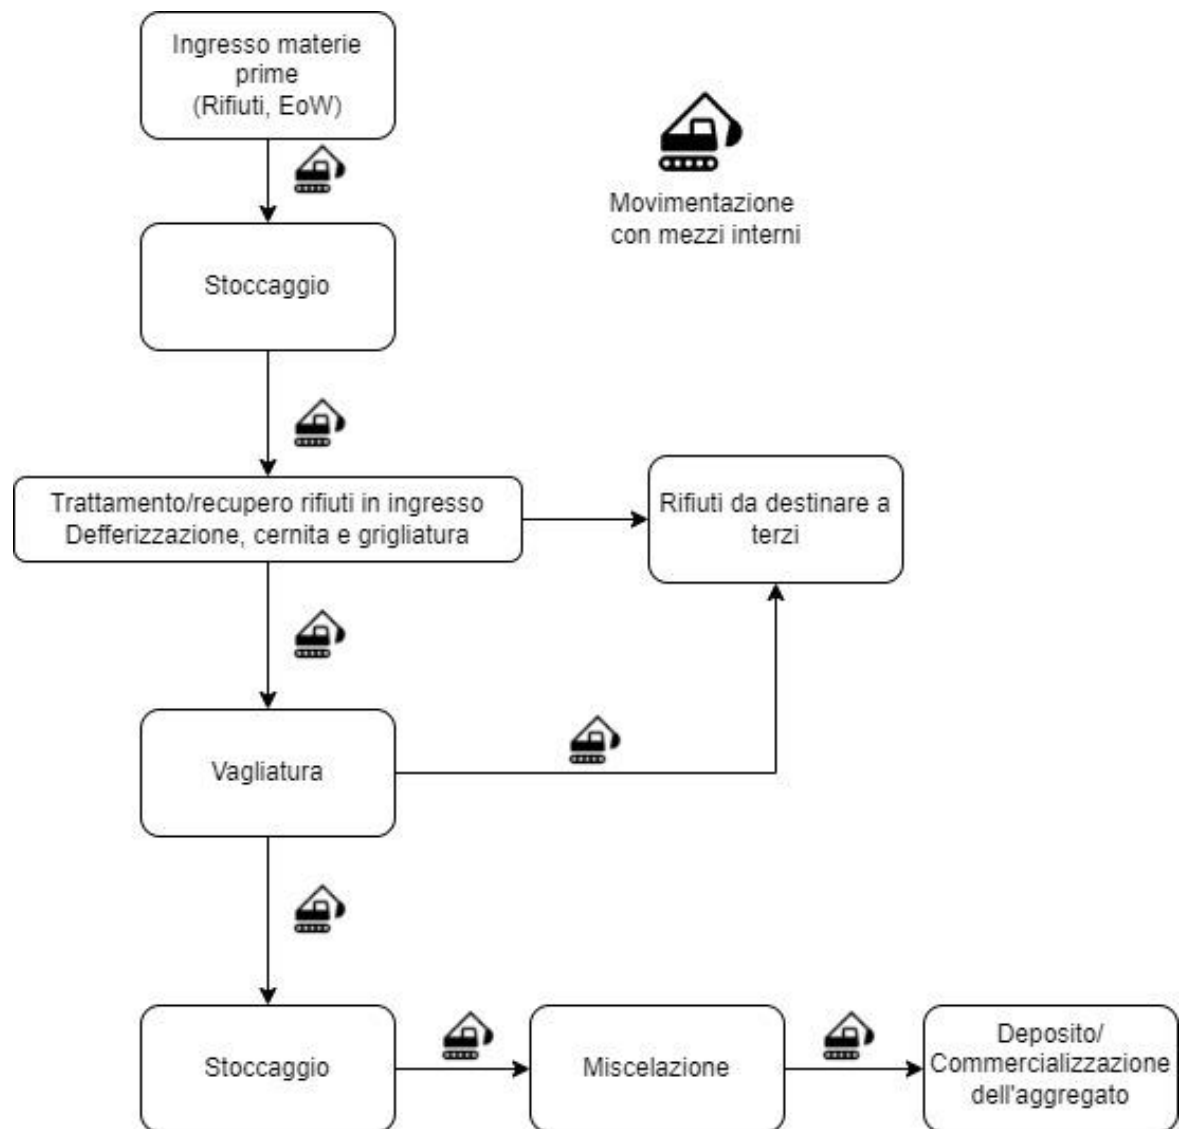 Ingresso materie
prime
(Rifiuti, EoW)
Movimentazione
con mezzi interni
Stoccaggio
Trattamento/recupero rifiuti in ingresso
Defferizzazione, cernita e grigliatura
Rifiuti da destinare a
terzi
Vagliatura
Stoccaggio
Miscelazione
Deposito/
Commercializzazione
dell'aggregato